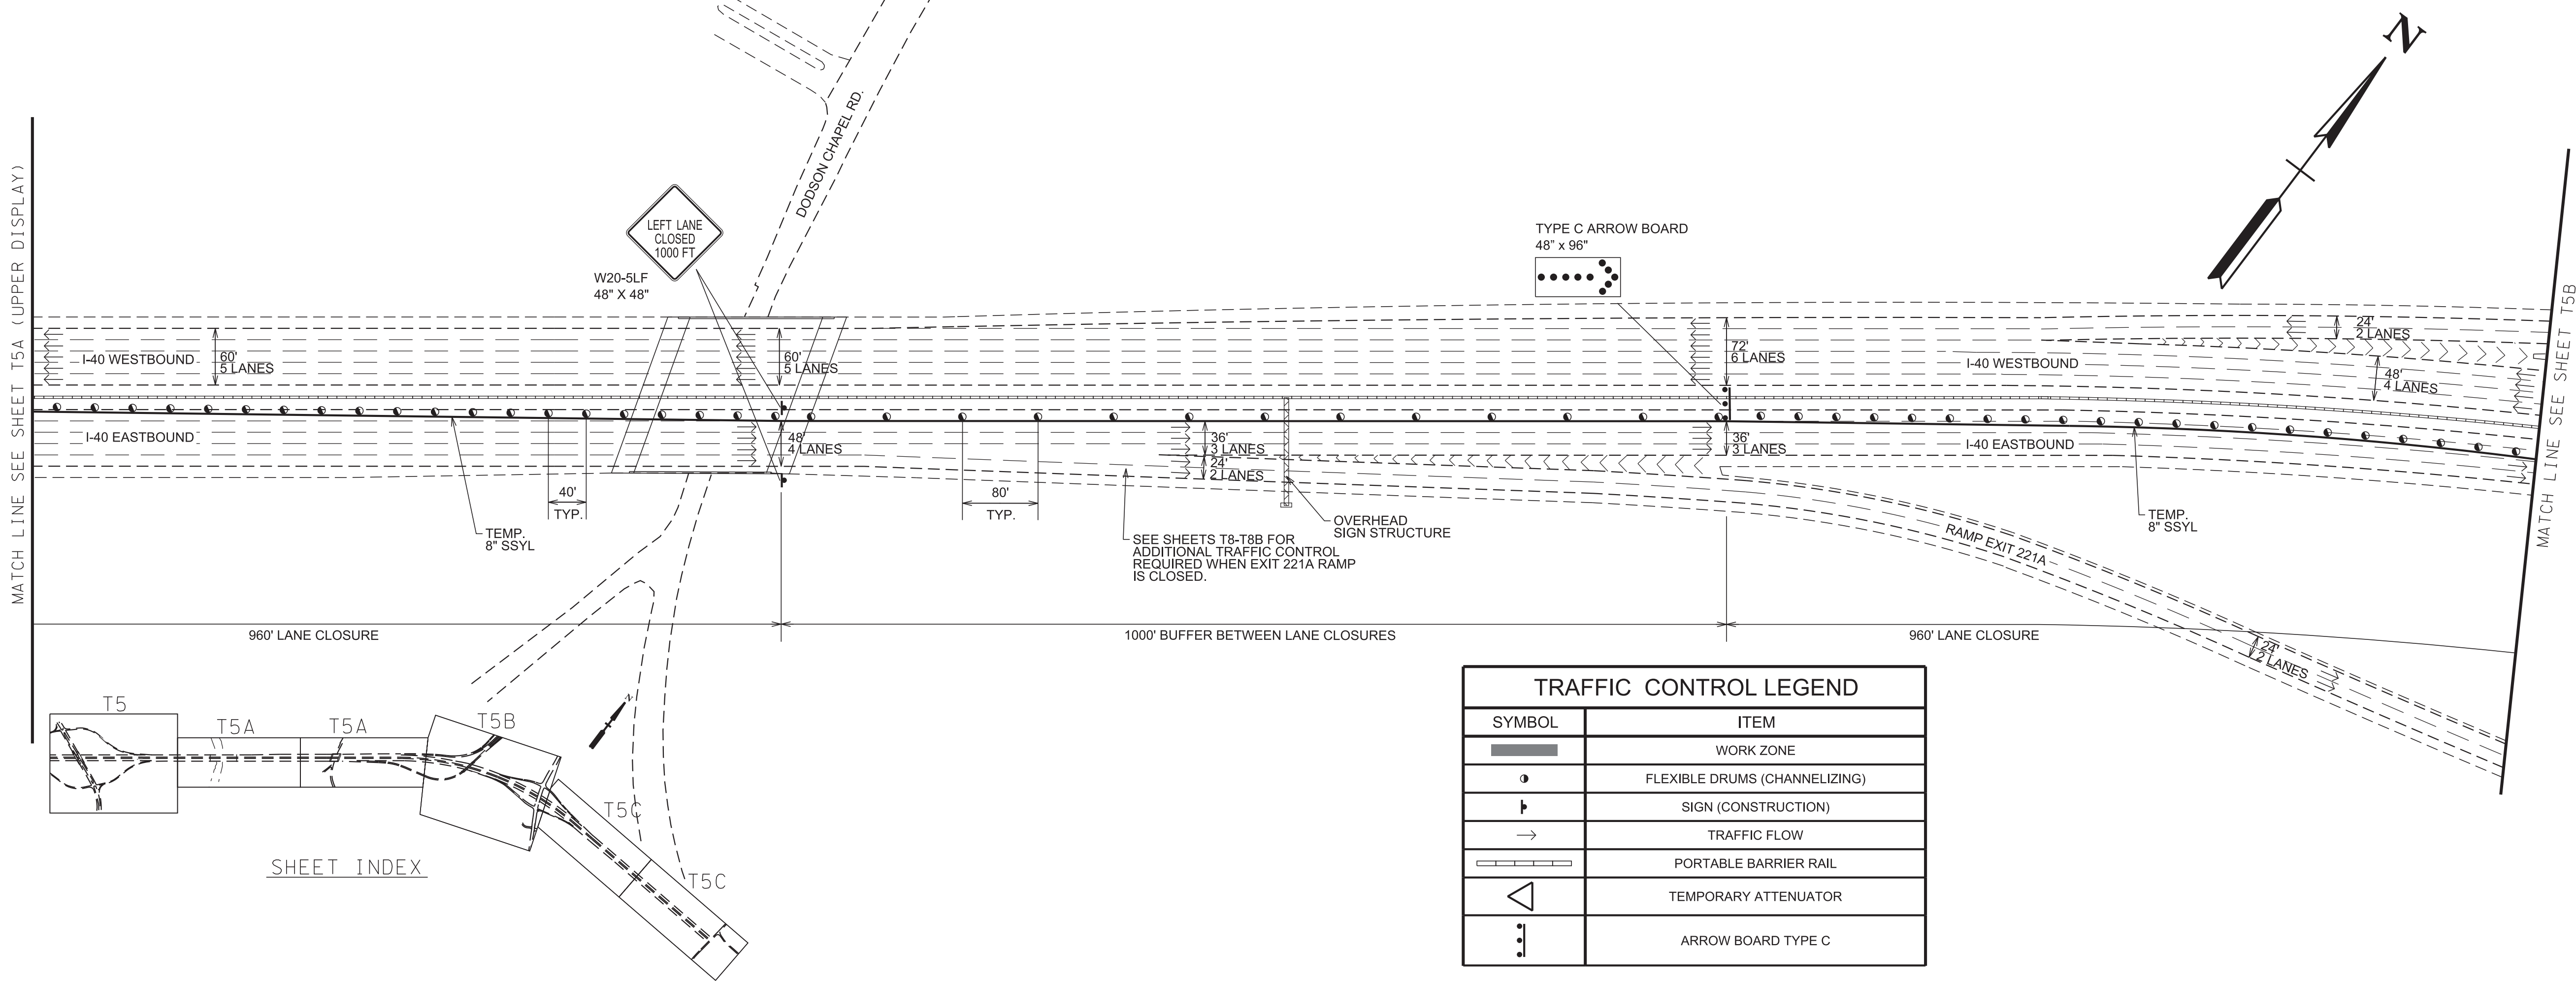 N
DODSON CHAPEL RD.
MATCH LINE SEE SHEET T5A (UPPER DISPLAY)
LEFT LANE
CLOSED
1000 FT
W20-5LF
48" X 48"
TYPE C ARROW BOARD
48" x 96"
MATCH LINE SEE SHEET T5B
I-40 WESTBOUND
60'
5 LANES
60'
5 LANES
72'
6 LANES
I-40 WESTBOUND
24'
2 LANES
48'
4 LANES
I-40 EASTBOUND
48'
4 LANES
36'
3 LANES
24'
2 LANES
36'
3 LANES
I-40 EASTBOUND
40'
TYP.
80'
TYP.
TEMP.
8" SSYL
OVERHEAD
SIGN STRUCTURE
SEE SHEETS T8-T8B FOR
ADDITIONAL TRAFFIC CONTROL
REQUIRED WHEN EXIT 221A RAMP
IS CLOSED.
TEMP.
8" SSYL
RAMP EXIT 221A
24'
2 LANES
960' LANE CLOSURE
1000' BUFFER BETWEEN LANE CLOSURES
960' LANE CLOSURE
T5
T5A
T5A
T5B
T5C
T5C
N
SHEET INDEX
TRAFFIC CONTROL LEGEND
SYMBOL
ITEM
WORK ZONE
FLEXIBLE DRUMS (CHANNELIZING)
SIGN (CONSTRUCTION)
TRAFFIC FLOW
PORTABLE BARRIER RAIL
TEMPORARY ATTENUATOR
ARROW BOARD TYPE C